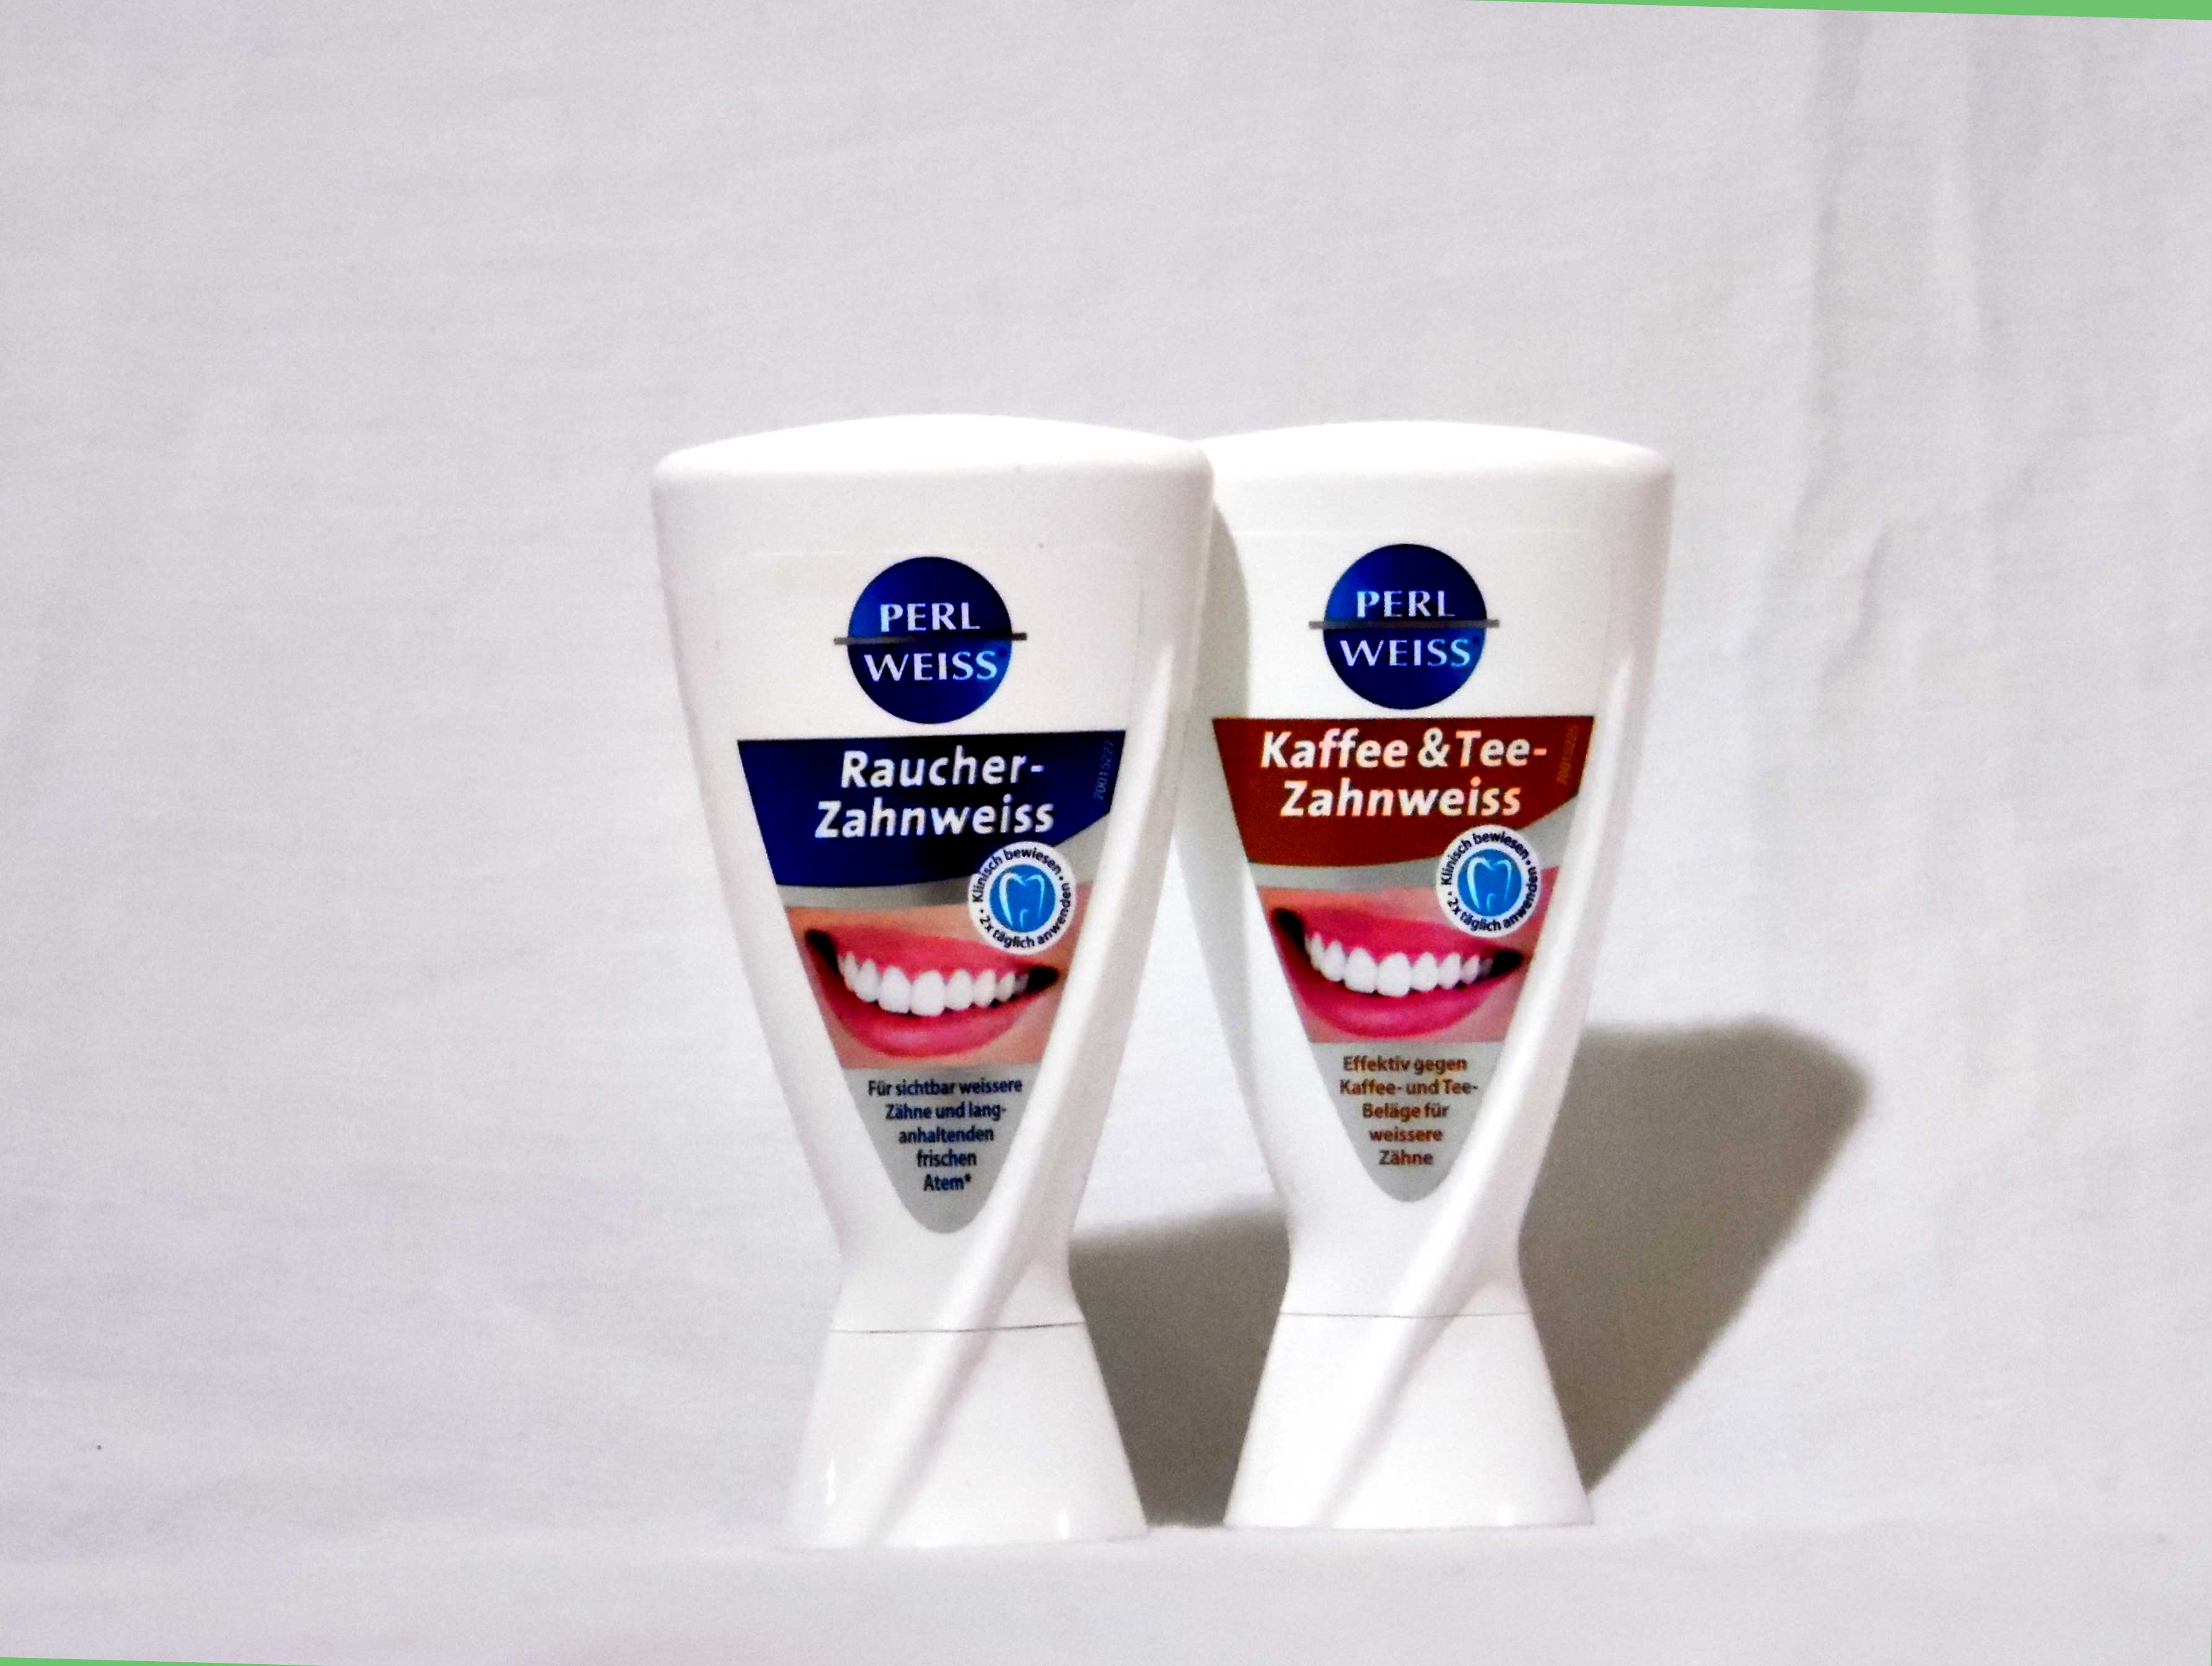 PERL
WEISS
Raucher-
Zahnweiss
Klinisch bewiesen • 2x täglich anwenden •
Für sichtbar weissere
Zähne und lang-
anhaltenden
frischen
Atem*
PERL
WEISS
Kaffee & Tee-
Zahnweiss
Klinisch bewiesen • 2x täglich anwenden •
Effektiv gegen
Kaffee- und Tee-
Beläge für
weissere
Zähne